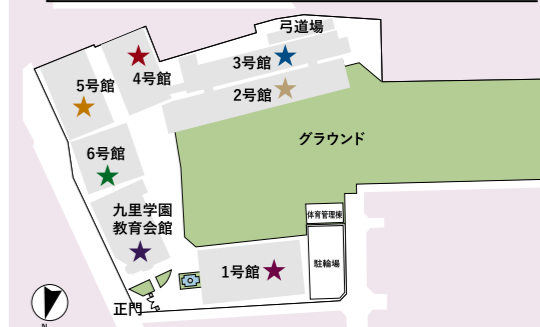 弓道場
3号館
4号館
5号館
2号館
グラウンド
6号館
九里学園
教育会館
体育管理棟
1号館
駐輪場
正門
N